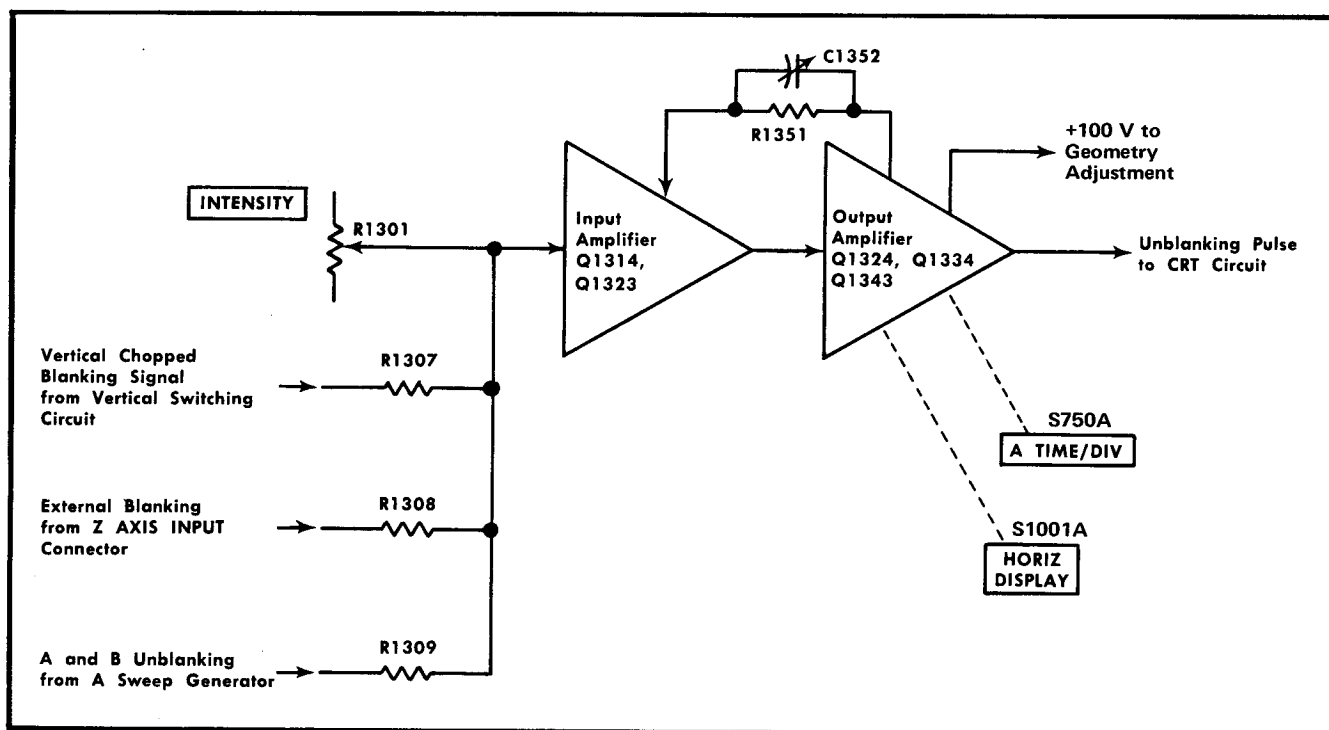 C1352
R1351
+100 V to
Geometry
Adjustment
INTENSITY
R1301
Input
Amplifier
Q1314,
Q1323
Output
Amplifier
Q1324, Q1334
Q1343
Unblanking Pulse
to CRT Circuit
Vertical Chopped
Blanking Signal
from Vertical Switching
Circuit
R1307
S750A
A TIME/DIV
External Blanking
from Z AXIS INPUT
Connector
R1308
S1001A
HORIZ
DISPLAY
A and B Unblanking
from A Sweep Generator
R1309